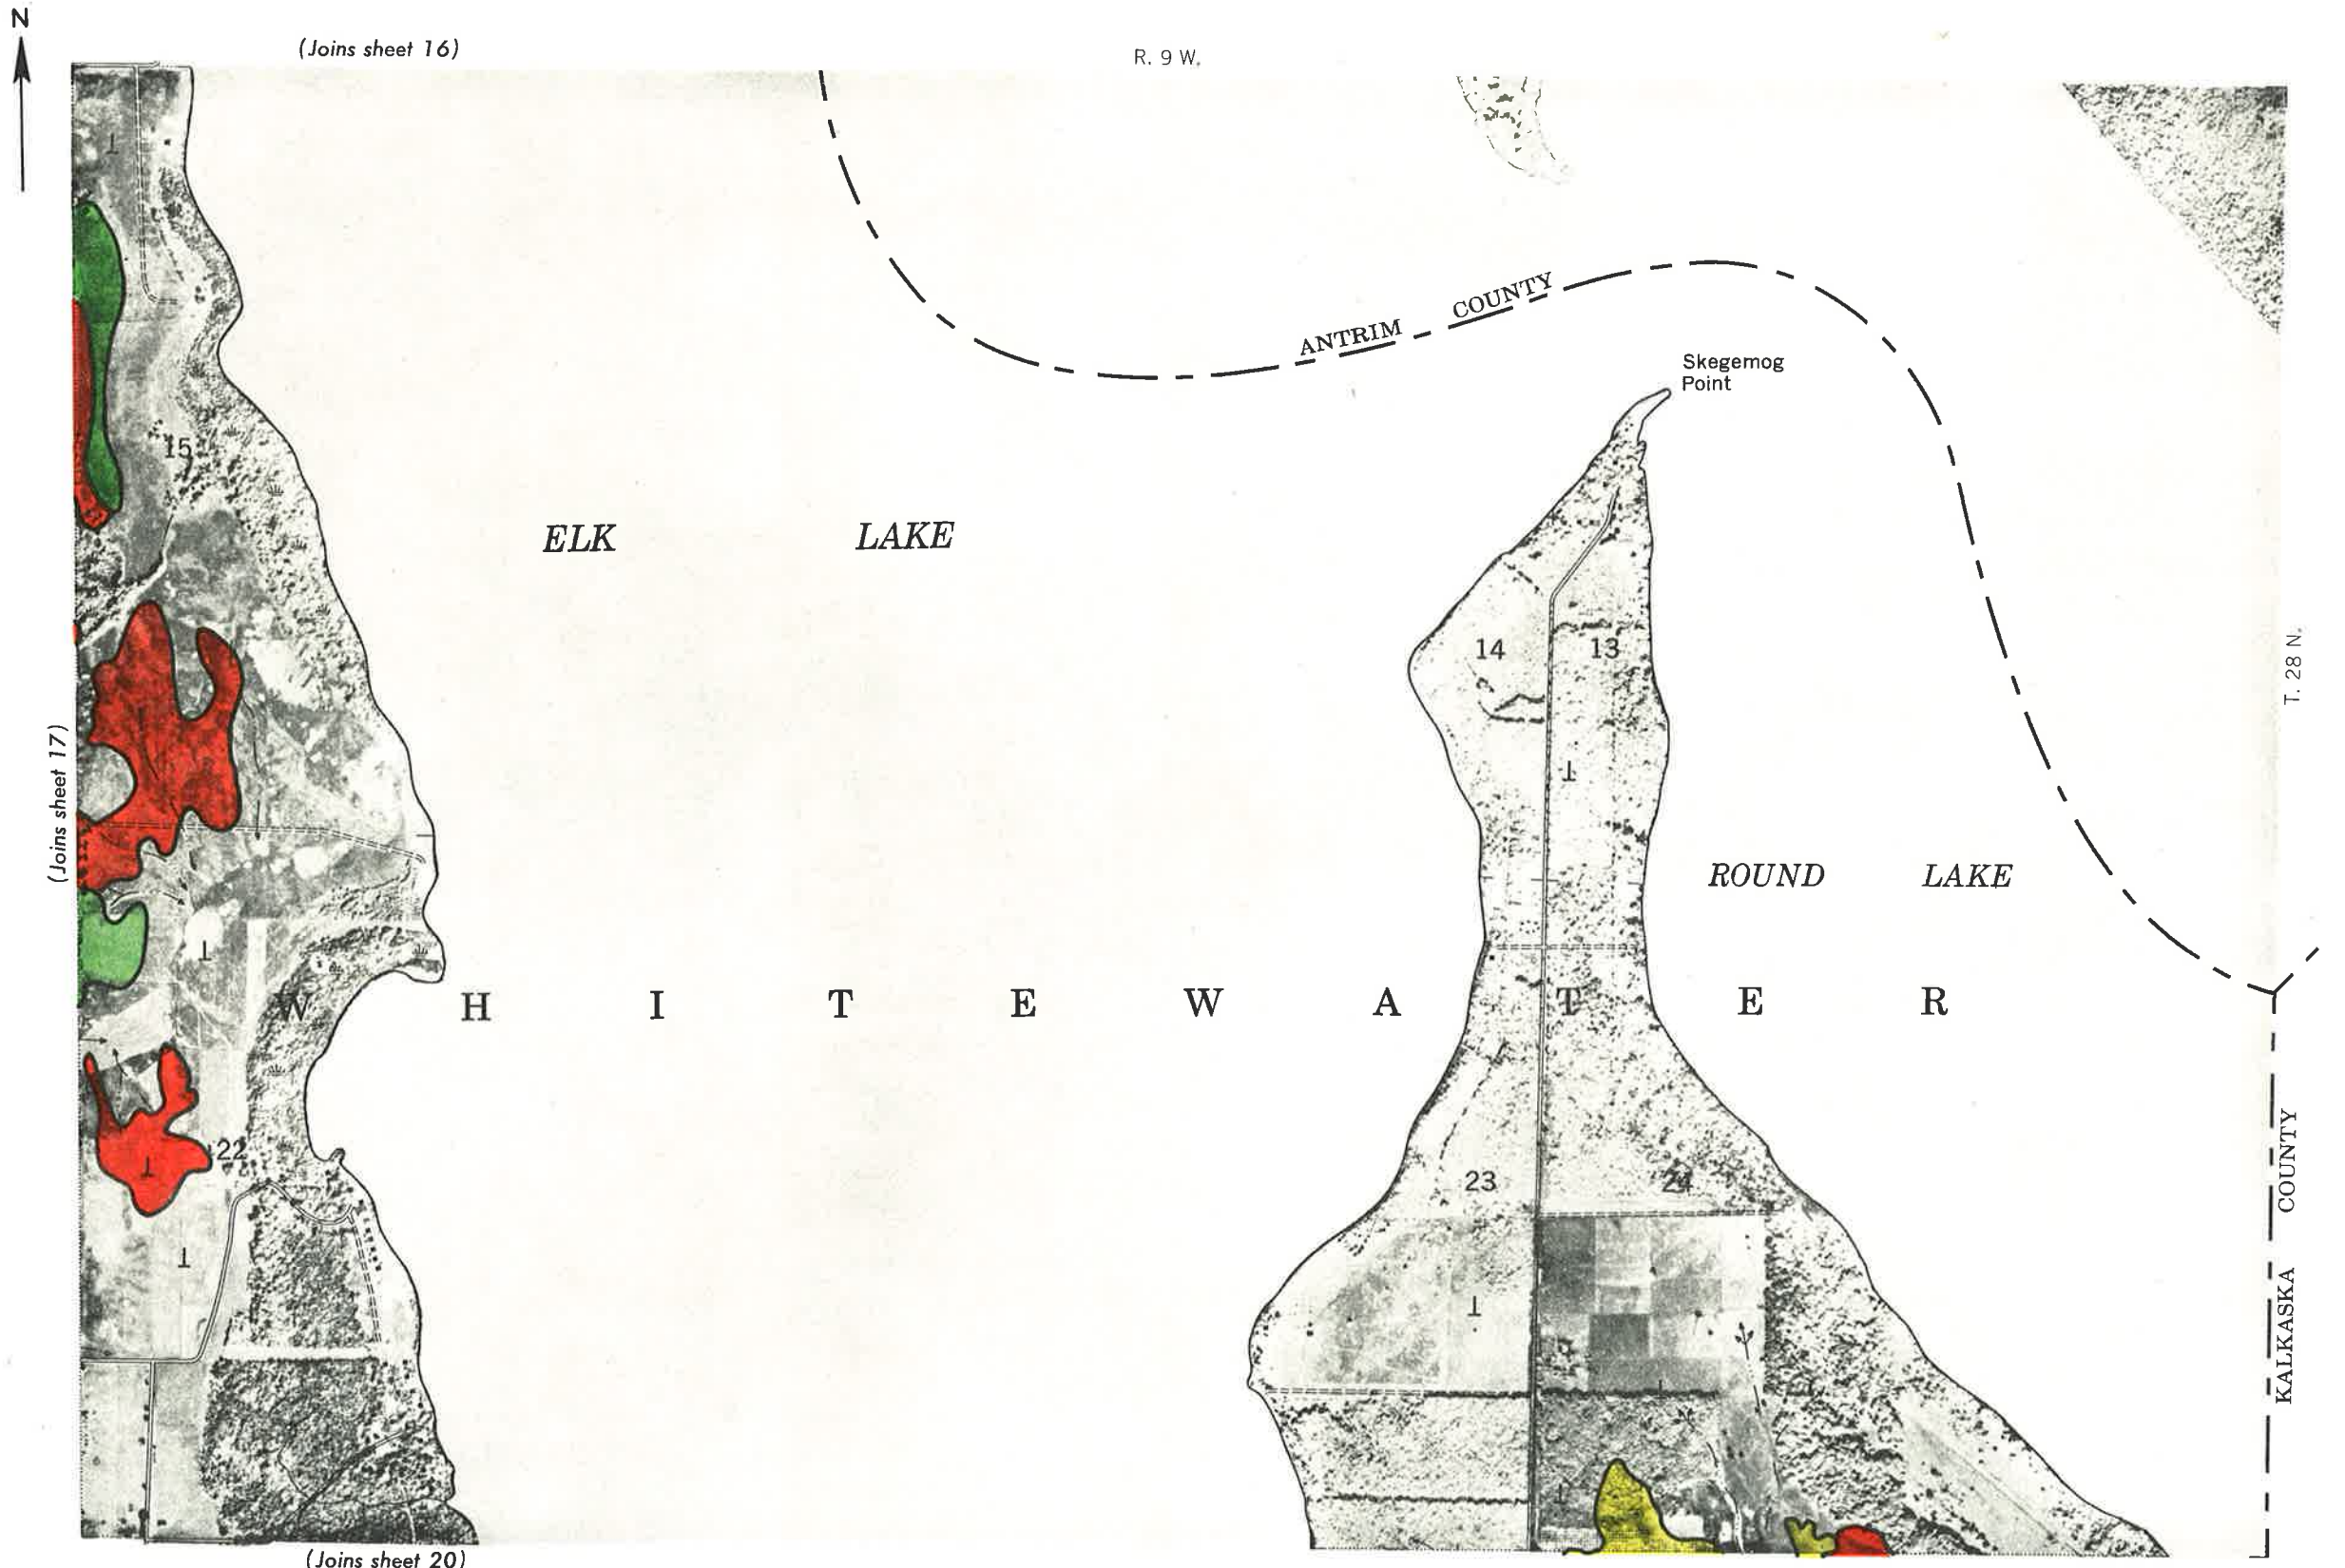 N
(Joins sheet 16)
R. 9 W.
ANTRIM COUNTY
Skegemog
Point
15
ELK LAKE
14
13
T. 28 N.
(Joins sheet 17)
ROUND LAKE
W H I T E W A T E R
22
23
24
KALKASKA COUNTY
(Joins sheet 20)